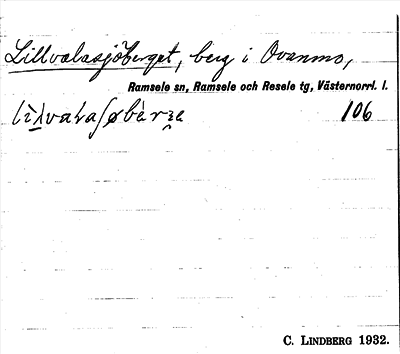 Lillvalasjöberget, berg i Ovanmo,
Ramsele sn, Ramsele och Resele tg, Västernorrl. l.
106
C. LINDBERG 1932.